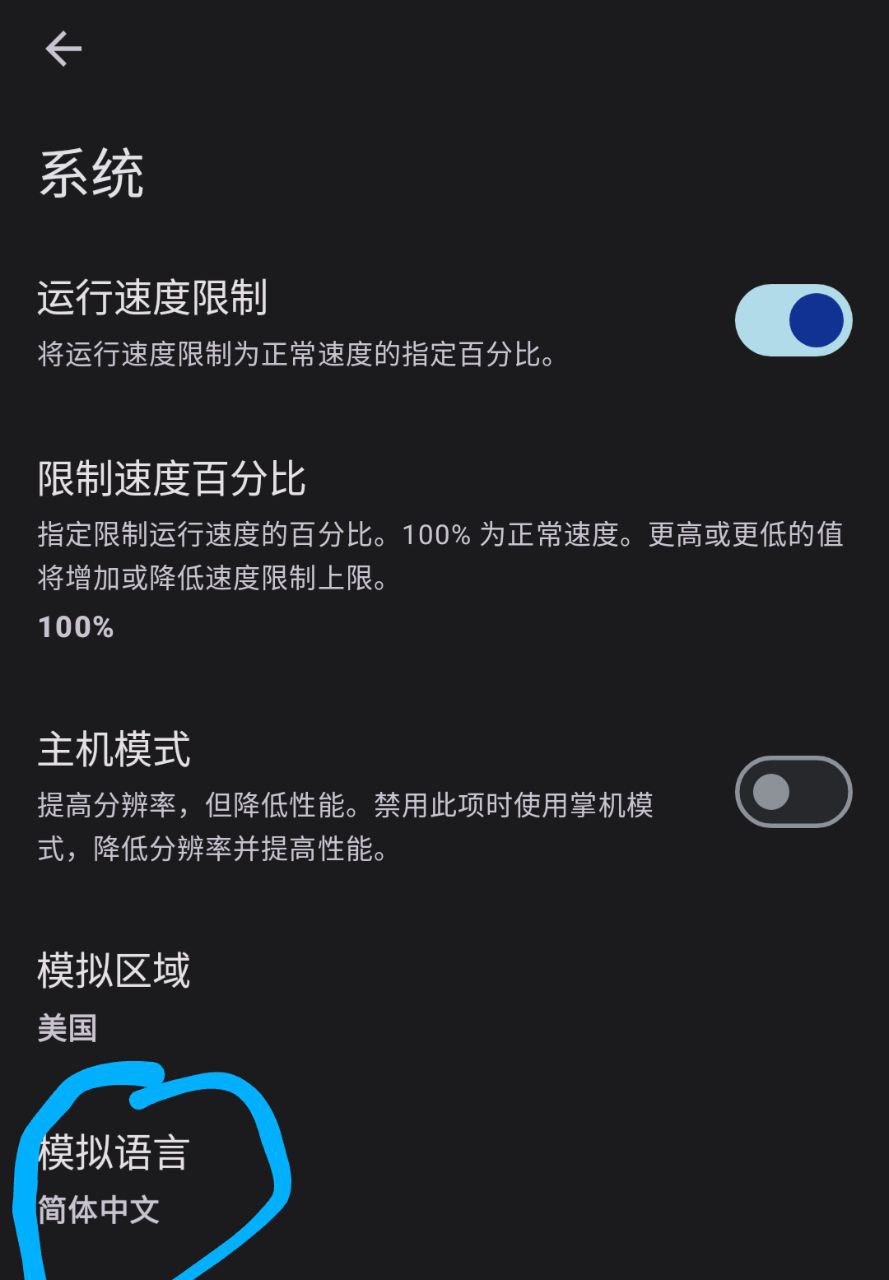 系统
运行速度限制
将运行速度限制为正常速度的指定百分比。
限制速度百分比
指定限制运行速度的百分比。100% 为正常速度。更高或更低的值
将增加或降低速度限制上限。
100%
主机模式
提高分辨率，但降低性能。禁用此项时使用掌机模
式，降低分辨率并提高性能。
模拟区域
美国
模拟语言
简体中文